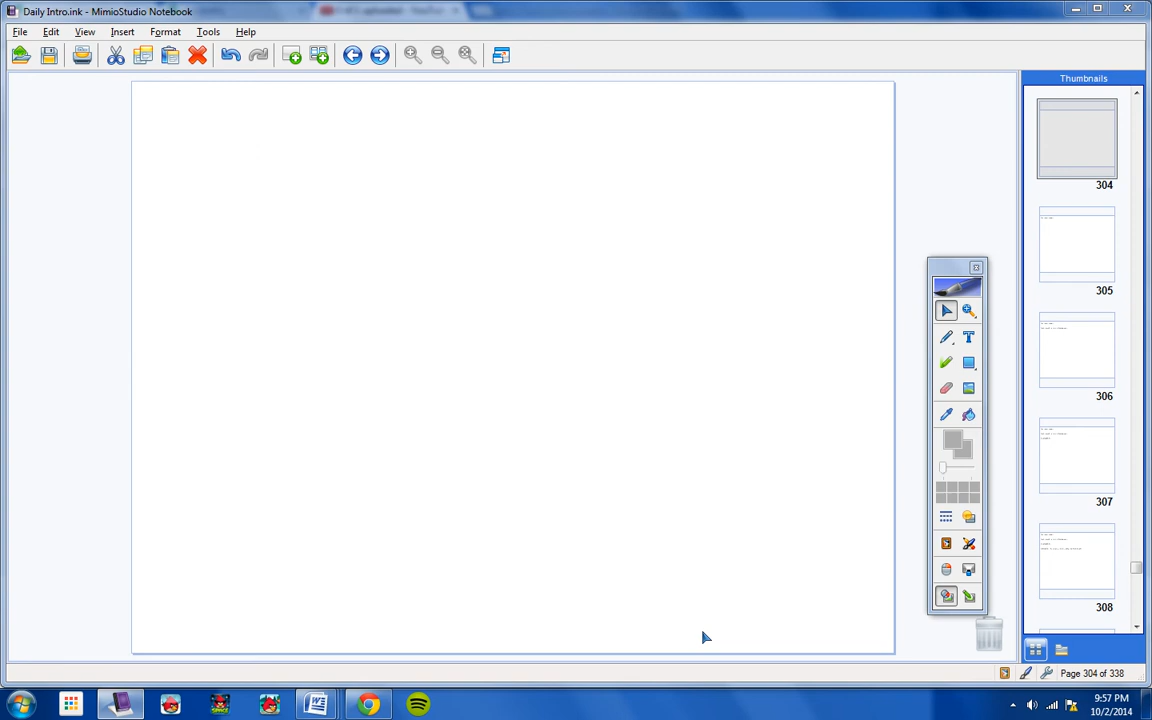 Daily Intro.ink - MimioStudio Notebook
File Edit View Insert Format Tools Help
Thumbnails
304
305
306
307
308
T
Page 304 of 338
9:57 PM
10/2/2014